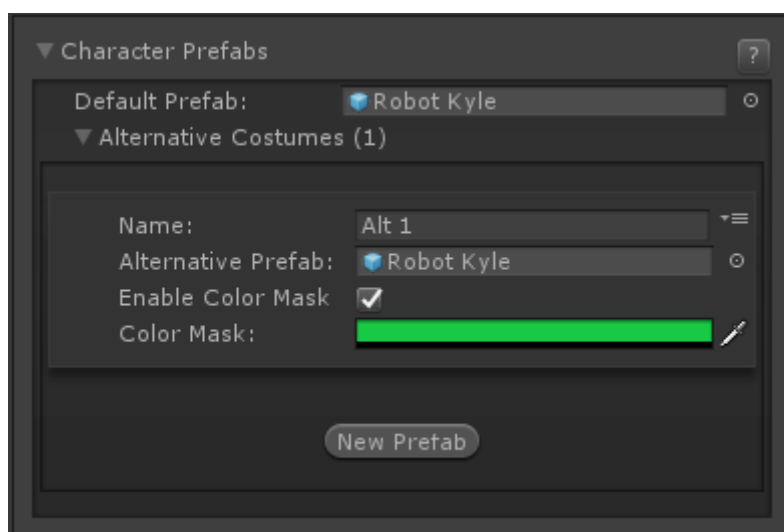 Character Prefabs
?
Default Prefab: Robot Kyle
Alternative Costumes (1)
Name: Alt 1
Alternative Prefab: Robot Kyle
Enable Color Mask
Color Mask:
New Prefab